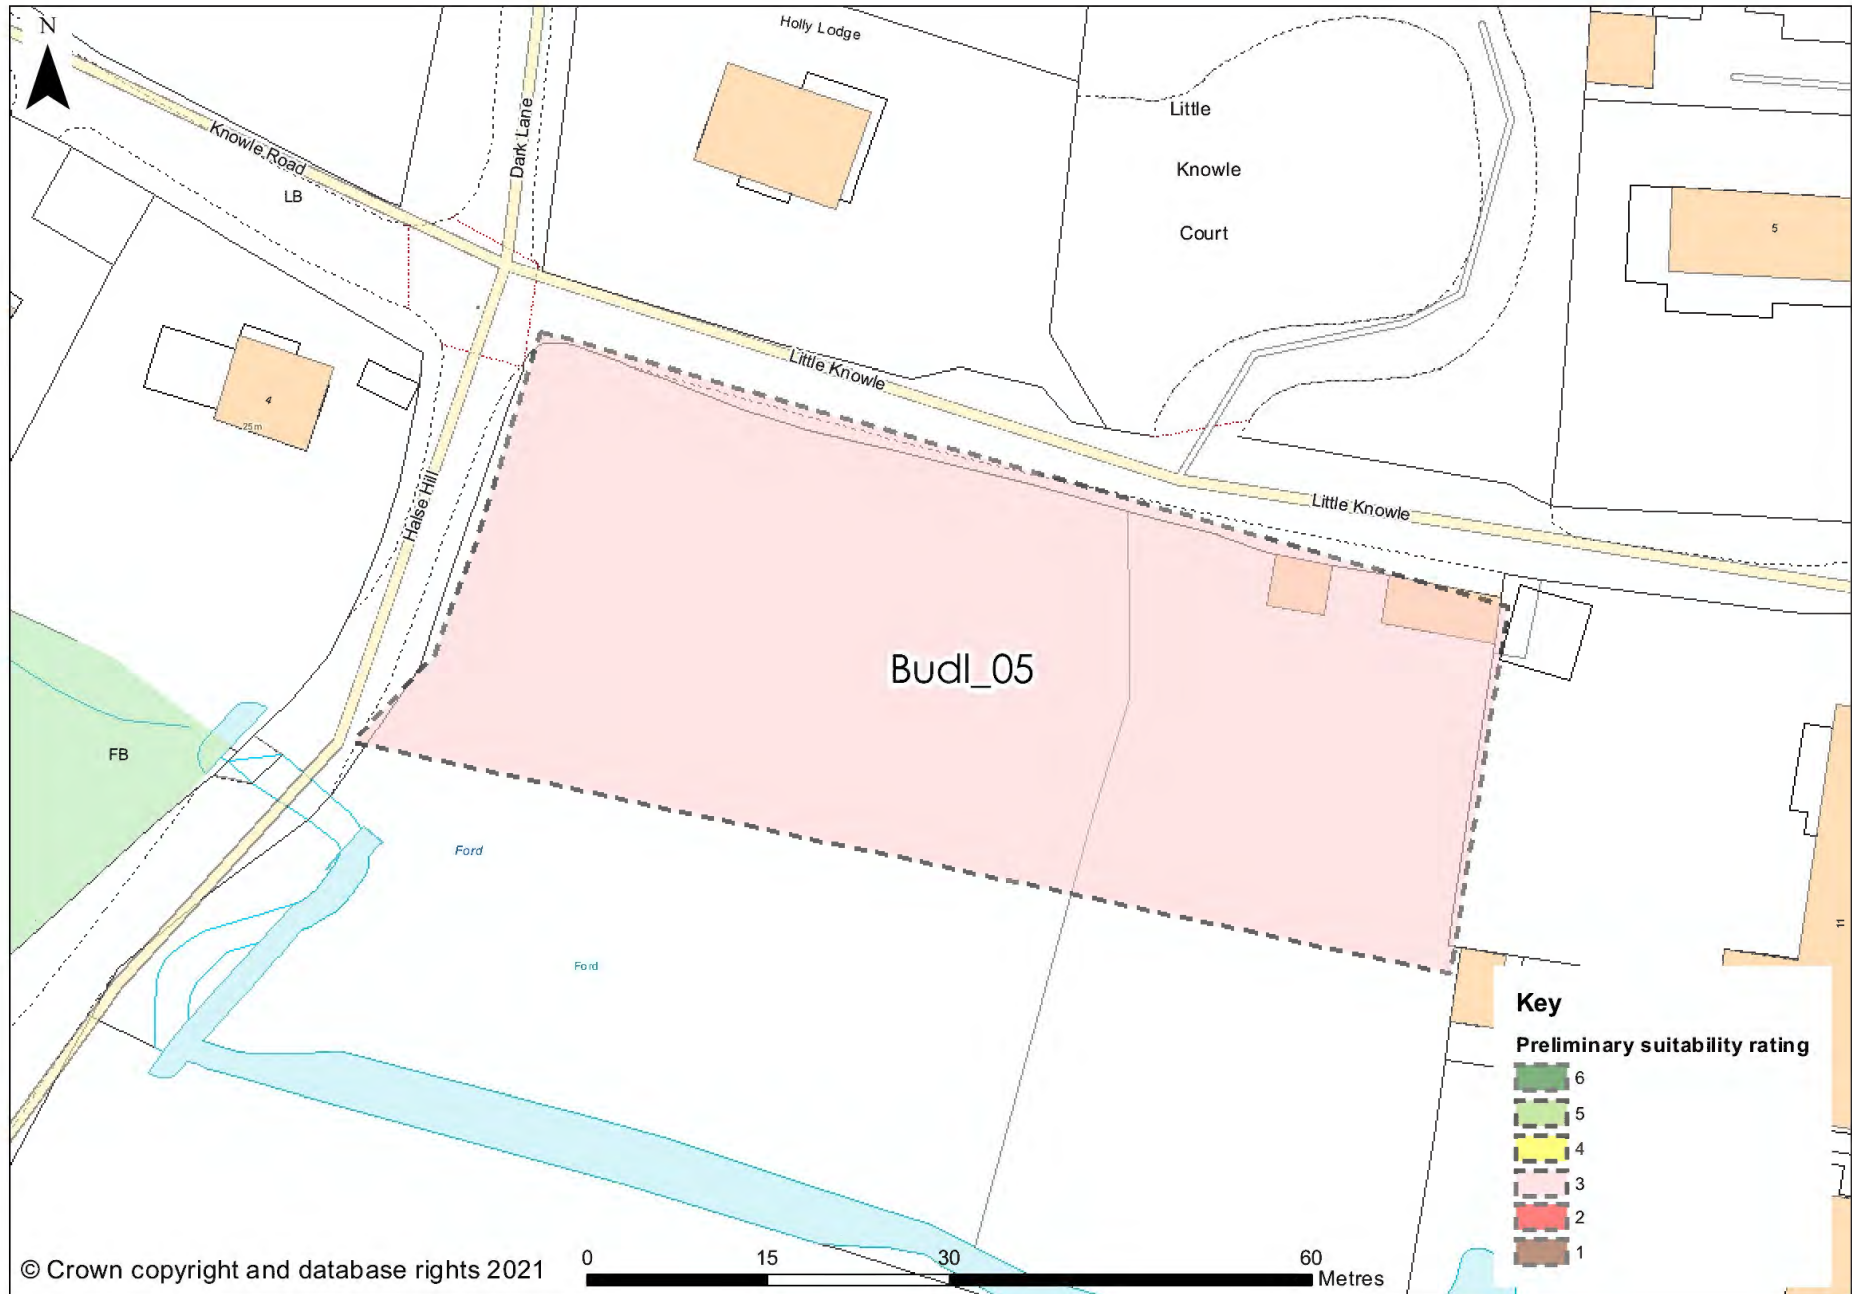 N
Holly Lodge
Dark Lane
Knowle Road
LB
Little
Knowle
Court
5
Little Knowle
4
25m
Halse Hill
Little Knowle
Budl_05
FB
Ford
Ford
11
Key
Preliminary suitability rating
6
5
4
3
2
1
0 15 30 60
Metres
© Crown copyright and database rights 2021